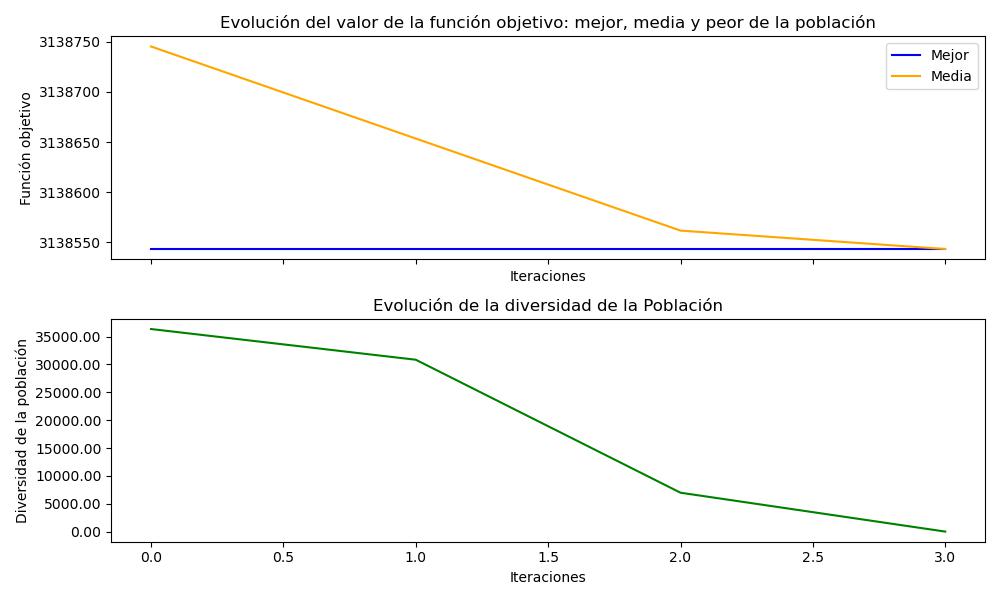 Evolución del valor de la función objetivo: mejor, media y peor de la población
Función objetivo
3138750
3138700
3138650
3138600
3138550
Mejor
Media
Iteraciones
Evolución de la diversidad de la Población
Diversidad de la población
35000.00
30000.00
25000.00
20000.00
15000.00
10000.00
5000.00
0.00
0.0 0.5 1.0 1.5 2.0 2.5 3.0
Iteraciones